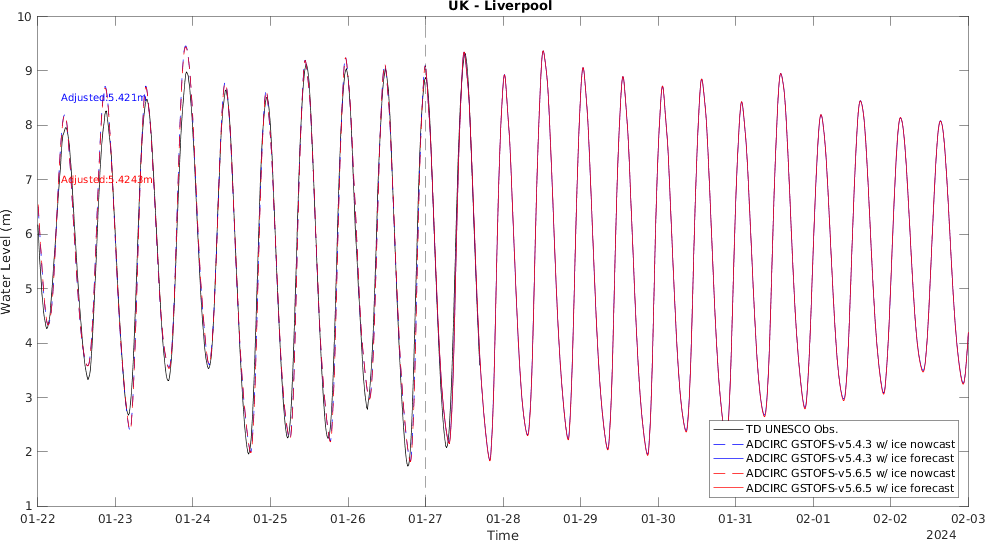 UK - Liverpool
10
9
8
7
6
5
4
3
2
1
Water Level (m)
Adjusted:5.421m
Adjusted:5.4243m
TD UNESCO Obs.
ADCIRC GSTOFS-v5.4.3 w/ ice nowcast
ADCIRC GSTOFS-v5.4.3 w/ ice forecast
ADCIRC GSTOFS-v5.6.5 w/ ice nowcast
ADCIRC GSTOFS-v5.6.5 w/ ice forecast
01-22 01-23 01-24 01-25 01-26 01-27 01-28 01-29 01-30 01-31 02-01 02-02 02-03
Time
2024